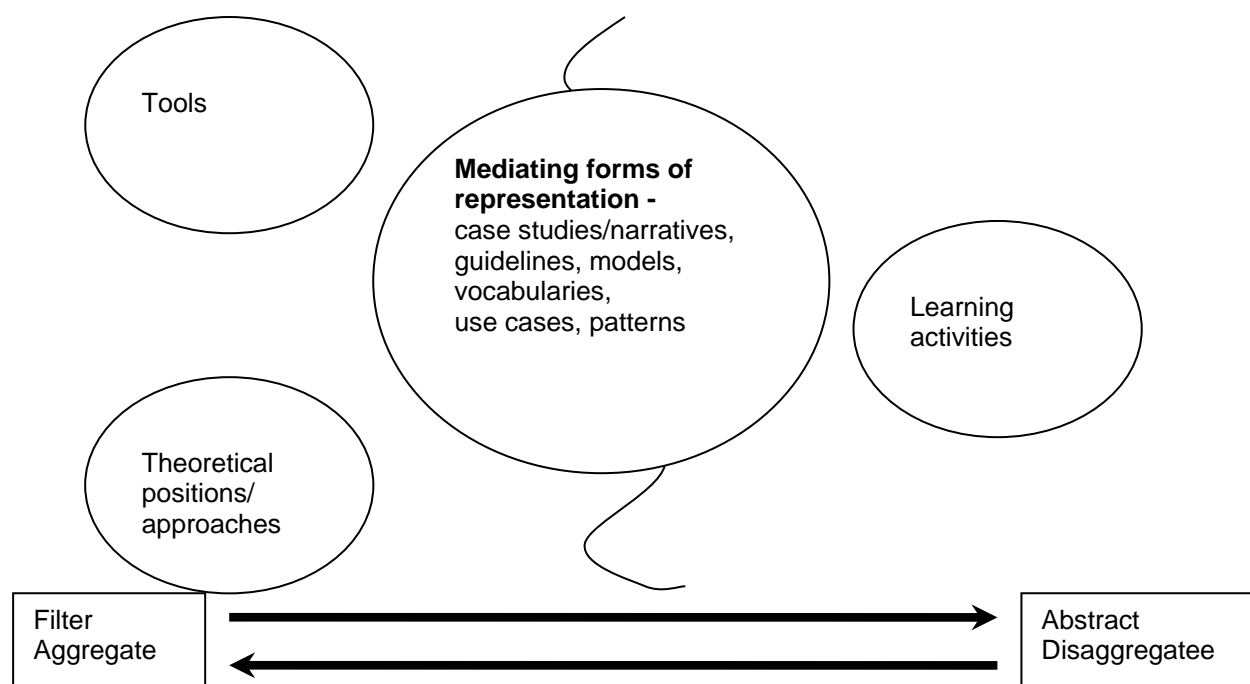 Tools
Mediating forms of
representation -
case studies/narratives,
guidelines, models,
vocabularies,
use cases, patterns
Learning
activities
Theoretical
positions/
approaches
Filter
Aggregate
Abstract
Disaggregatee